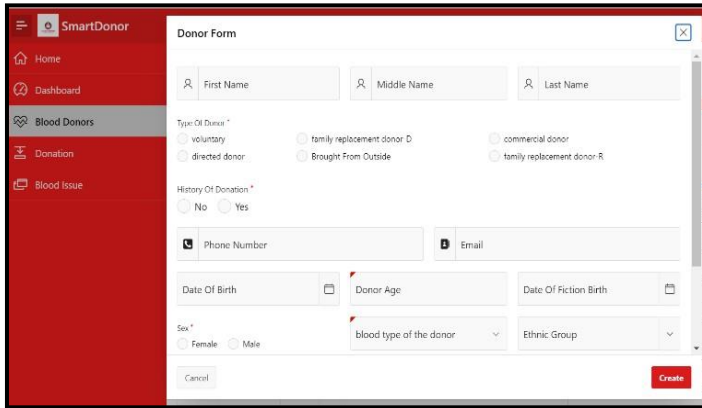 SmartDonor
Home
Dashboard
Blood Donors
Donation
Blood Issue
Donor Form
First Name Middle Name Last Name
Type Of Donor *
voluntary family replacement donor D commercial donor
directed donor Brought From Outside family replacement donor-R
History Of Donation *
No Yes
Phone Number Email
Date Of Birth Donor Age Date Of Fiction Birth
Sex * blood type of the donor Ethnic Group
Female Male
Cancel Create